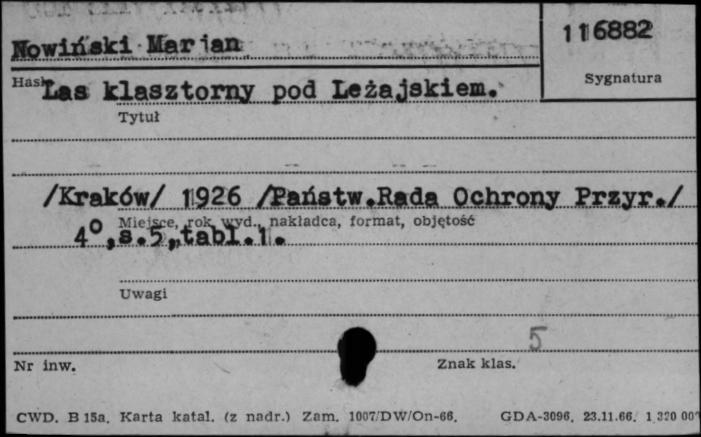 116882
Nowiński Marjan
Hasło
Sygnatura
Las klasztorny pod Leżajskiem.
Tytuł
/Kraków/ 1926 /Państw.Rada Ochrony Przyr./
Miejsce, rok wyd., nakładca, format, objętość
4°,s.5,,tabl.1.
Uwagi
5
Nr inw.
Znak klas.
CWD. B 15a. Karta katal. (z nadr.) Zam. 1007/DW/On-66. GDA-3096. 23.11.66. 1 320 00